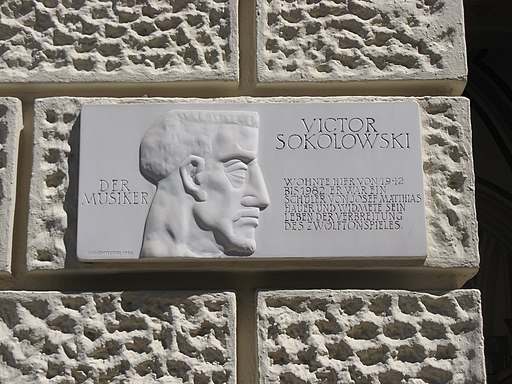 DER
MUSIKER
VICTOR
SOKOLOWSKI
WOHNTE HIER VON 1942
BIS 1982. ER WAR EIN
SCHÜLER VON JOSEF MATTHIAS
HAUER UND WIDMETE SEIN
LEBEN DER VERBREITUNG
DES ZWÖLFTONSPIELES.